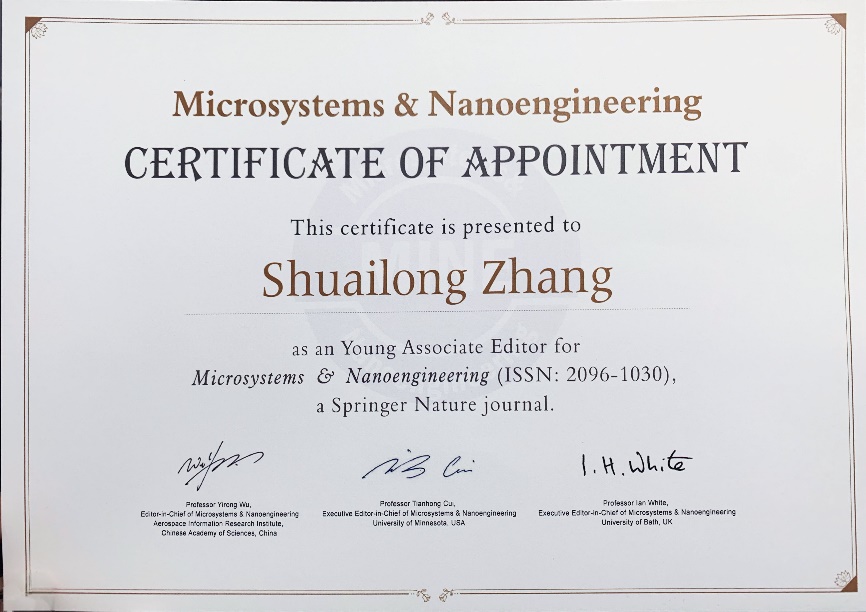 Microsystems & Nanoengineering
CERTIFICATE OF APPOINTMENT
This certificate is presented to
Shuailong Zhang
as an Young Associate Editor for
Microsystems & Nanoengineering (ISSN: 2096-1030),
a Springer Nature journal.
I. H. White
Professor Yirong Wu,
Editor-in-Chief of Microsystems & Nanoengineering
Aerospace Information Research Institute,
Chinese Academy of Sciences, China
Professor Tianhong Cui,
Executive Editor-in-Chief of Microsystems & Nanoengineering
University of Minnesota, USA
Professor Ian White,
Executive Editor-in-Chief of Microsystems & Nanoengineering
University of Bath, UK